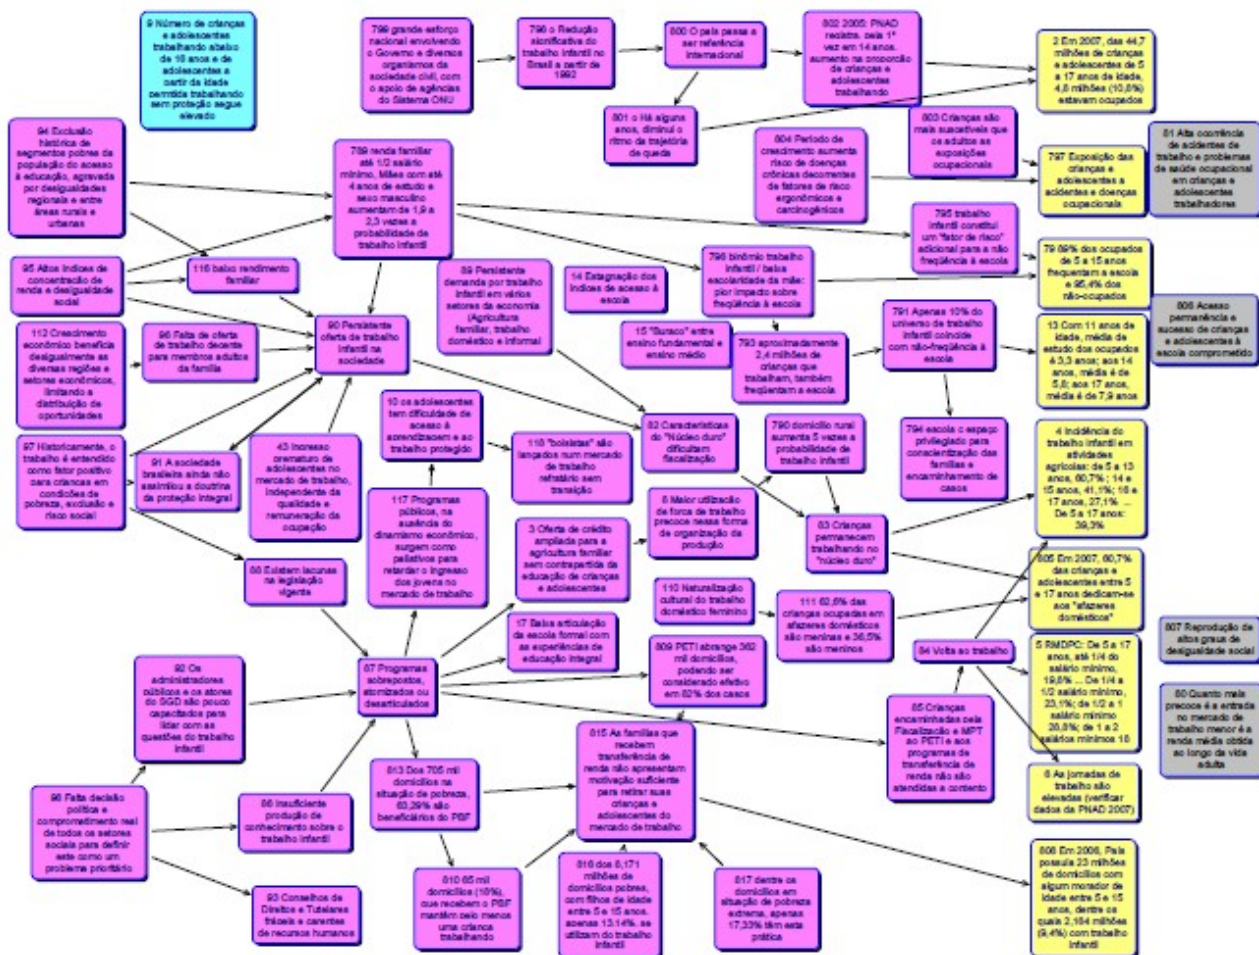 9 Número de crianças
e adolescentes
trabalhando abaixo
de 16 anos e de
adolescentes a
partir da idade
permitida trabalhando
sem proteção segue
elevado
799 grande esforço
nacional envolvendo
o Governo e diversos
organismos da
sociedade civil, com
o apoio de agências
do Sistema ONU
798 o Redução
significativa do
trabalho infantil no
Brasil a partir de
1992
800 O país passa a
ser referência
internacional
802 2005: PNAD
registra, pela 1ª
vez em 14 anos,
aumento na proporção
de crianças e
adolescentes
trabalhando
2 Em 2007, das 44,7
milhões de crianças
e adolescentes de 5
a 17 anos de idade,
4,8 milhões (10,8%)
estavam ocupados
801 o Há alguns
anos, diminui o
ritmo da trajetória
de queda
803 Crianças são
mais suscetíveis que
os adultos as
exposições
ocupacionais
804 Período de
crescimento aumenta
risco de doenças
crônicas decorrentes
de fatores de risco
ergonômicos e
carcinogênicos
797 Exposição das
crianças e
adolescentes a
acidentes e doenças
ocupacionais
81 Alta ocorrência
de acidentes de
trabalho e problemas
de saúde ocupacional
em crianças e
adolescentes
trabalhadores
94 Exclusão
histórica de
segmentos pobres da
população do acesso
à educação, agravada
por desigualdades
regionais e entre
áreas rurais e
urbanas
789 renda familiar
até 1/2 salário
mínimo, Mães com até
4 anos de estudo e
sexo masculino
aumentam de 1,9 a
2,3 vezes a
probabilidade de
trabalho infantil
795 trabalho
infantil constitui
um "fator de risco"
adicional para a não
freqüência à escola
95 Altos índices de
concentração de
renda e desigualdade
social
116 baixo rendimento
familiar
89 Persistente
demanda por trabalho
infantil em vários
setores da economia
(Agricultura
familiar, trabalho
doméstico e informal
14 Estagnação dos
índices de acesso à
escola
796 binômio trabalho
infantil / baixa
escolaridade da mãe:
pior impacto sobre
freqüência à escola
79 89% dos ocupados
de 5 a 15 anos
frequentam a escola
e 95,4% dos
não-ocupados
806 Acesso
permanência e
sucesso de crianças
e adolescentes à
escola comprometido
112 Crescimento
econômico beneficia
desigualmente as
diversas regiões e
setores econômicos,
limitando a
distribuição de
oportunidades
96 Falta de oferta
de trabalho decente
para membros adultos
da família
90 Persistente
oferta de trabalho
infantil na
sociedade
15 "Buraco" entre
ensino fundamental e
ensino médio
793 aproximadamente
2,4 milhões de
crianças que
trabalham, também
freqüentam a escola
791 Apenas 10% do
universo de trabalho
infantil coincide
com não-freqüência à
escola
13 Com 11 anos de
idade, média de
estudo dos ocupados
é 3,3 anos; aos 14
anos, média é de
5,8; aos 17 anos,
média é de 7,9 anos
97 Historicamente, o
trabalho é entendido
como fator positivo
para crianças em
condições de
pobreza, exclusão e
risco social
91 A sociedade
brasileira ainda não
assimilou a doutrina
da proteção integral
43 Ingresso
prematuro de
adolescentes no
mercado de trabalho,
independente da
qualidade e
remuneração da
ocupação
10 os adolescentes
tem dificuldade de
acesso à
aprendizagem e ao
trabalho protegido
118 "bolsistas" são
lançados num mercado
de trabalho
refratário sem
transição
82 Características
do "Núcleo duro"
dificultam
fiscalização
790 domicílio rural
aumenta 5 vezes a
probabilidade de
trabalho infantil
794 escola o espaço
privilegiado para
conscientização das
famílias e
encaminhamento de
casos
4 Incidência do
trabalho infantil em
atividades
agrícolas: de 5 a 13
anos, 60,7% ; 14 e
15 anos, 41,1%; 16 e
17 anos, 27,1% ...
De 5 a 17 anos:
39,3%
117 Programas
públicos, na
ausência do
dinamismo econômico,
surgem como
paliativos para
retardar o ingresso
dos jovens no
mercado de trabalho
8 Maior utilização
de força de trabalho
precoce nessa forma
de organização da
produção
83 Crianças
permanecem
trabalhando no
"núcleo duro"
88 Existem lacunas
na legislação
vigente
3 Oferta de crédito
ampliada para a
agricultura familiar
sem contrapartida da
educação de crianças
e adolescentes
110 Naturalização
cultural do trabalho
doméstico feminino
111 62,6% das
crianças ocupadas em
afazeres domésticos
são meninas e 36,5%
são meninos
805 Em 2007, 60,7%
das crianças e
adolescentes entre 5
e 17 anos dedicam-se
aos "afazeres
domésticos"
17 Baixa articulação
da escola formal com
as experiências de
educação integral
807 Reprodução de
altos graus de
desigualdade social
92 Os
administradores
públicos e os atores
do SGD são pouco
capacitados para
lidar com as
questões do trabalho
infantil
87 Programas
sobrepostos,
atomizados ou
desarticulados
809 PETI abrange 362
mil domicílios,
podendo ser
considerado efetivo
em 82% dos casos
84 Volta ao trabalho
5 RMDPC: De 5 a 17
anos, até 1/4 do
salário mínimo,
19,8% ... De 1/4 a
1/2 salário mínimo,
23,1%; de 1/2 a 1
salário mínimo
28,8%; de 1 a 2
salários mínimos 18
85 Crianças
encaminhadas pela
Fiscalização e MPT
ao PETI e aos
programas de
transferência de
renda não são
atendidas a contento
80 Quanto mais
precoce é a entrada
no mercado de
trabalho menor é a
renda média obtida
ao longo da vida
adulta
98 Falta decisão
política e
comprometimento real
de todos os setores
sociais para definir
este como um
problema prioritário
86 Insuficiente
produção de
conhecimento sobre o
trabalho infantil
813 Dos 705 mil
domicílios na
situação de pobreza,
63,29% são
beneficiários do PBF
815 As famílias que
recebem
transferência de
renda não apresentam
motivação suficiente
para retirar suas
crianças e
adolescentes do
mercado de trabalho
6 As jornadas de
trabalho são
elevadas (verificar
dados da PNAD 2007)
93 Conselhos de
Direito e Tutelares
frágeis e carentes
de recursos humanos
810 85 mil
domicílios (18%),
que recebem o PBF
mantêm pelo menos
uma criança
trabalhando
816 dos 8,171
milhões de
domicílios pobres,
com filhos de idade
entre 5 e 15 anos,
apenas 13,14%, se
utilizam do trabalho
infantil
817 dentre os
domicílios em
situação de pobreza
extrema, apenas
17,33% têm esta
prática
808 Em 2006, País
possuía 23 milhões
de domicílios com
algum morador de
idade entre 5 e 15
anos, dentre os
quais 2,164 milhões
(9,4%) com trabalho
infantil